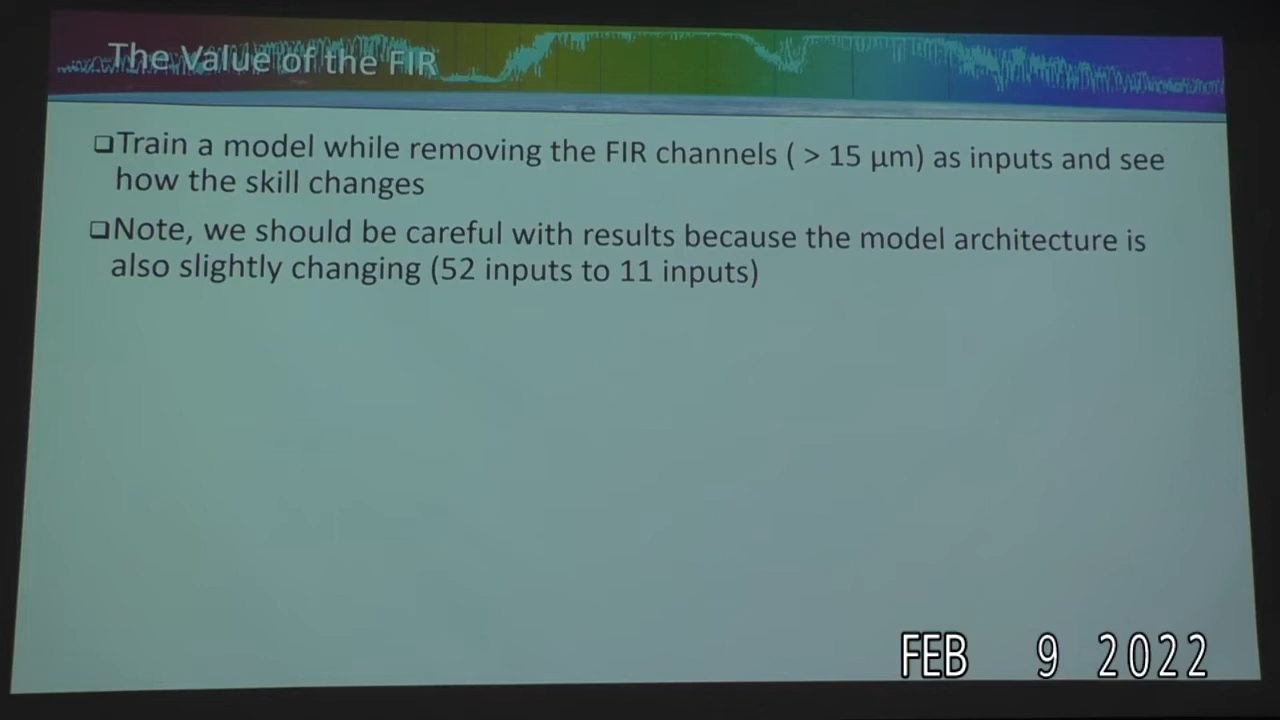 The Value of the FIR
❑Train a model while removing the FIR channels ( > 15 μm) as inputs and see
how the skill changes
❑Note, we should be careful with results because the model architecture is
also slightly changing (52 inputs to 11 inputs)
FEB 9 2022